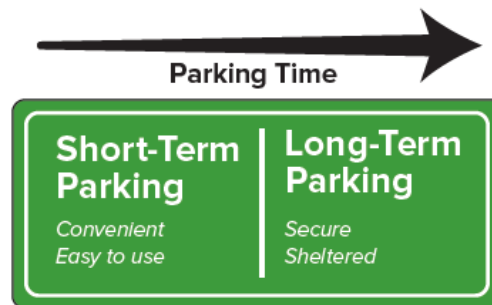 Parking Time
Short-Term
Parking
Convenient
Easy to use
Long-Term
Parking
Secure
Sheltered